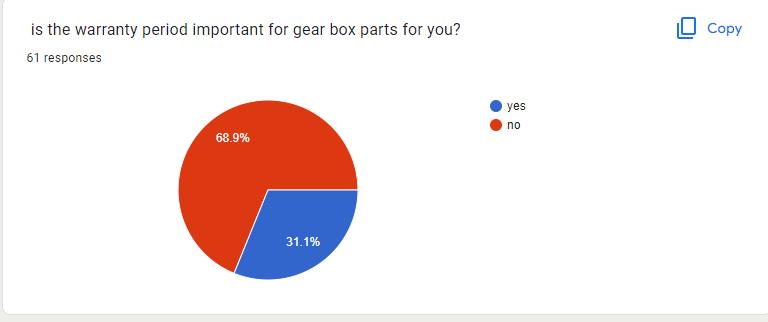 is the warranty period important for gear box parts for you?
Copy
61 responses
yes
no
68.9%
31.1%